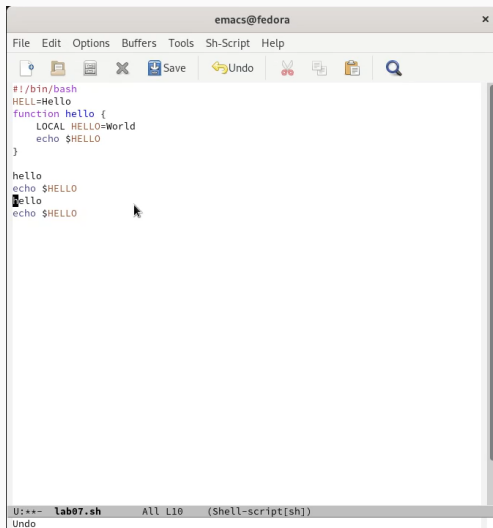 emacs@fedora ×
File Edit Options Buffers Tools Sh-Script Help
Save Undo
#!/bin/bash
HELL=Hello
function hello {
    LOCAL HELLO=World
    echo $HELLO
}
hello
echo $HELLO
hello
echo $HELLO
U:**- lab07.sh All L10 (Shell-script[sh])
Undo